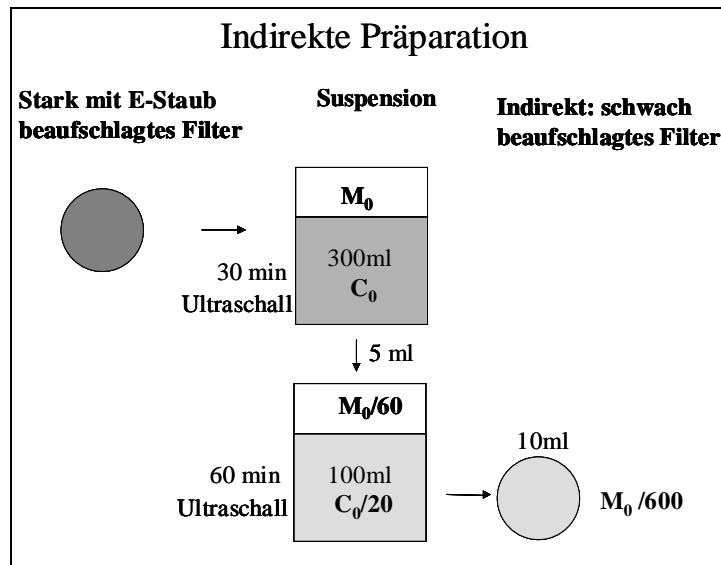 Indirekte Präparation
Stark mit E-Staub
beaufschlagtes Filter
Suspension
Indirekt: schwach
beaufschlagtes Filter
M₀
300ml
C₀
30 min
Ultraschall
5 ml
M₀/60
100ml
C₀/20
60 min
Ultraschall
10ml
M₀ /600